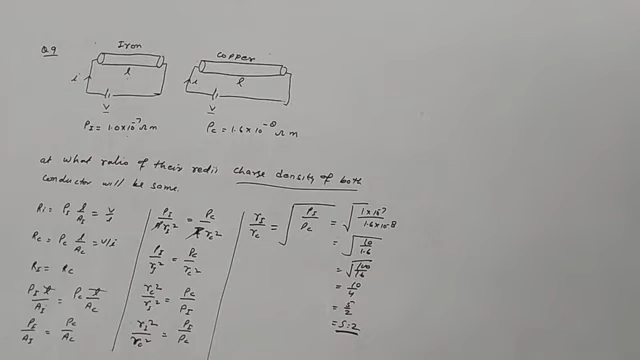 Q9
Iron
copper
l
l
i
i
V
V
ρI = 1.0×10⁻⁷ Ω m
ρc = 1.6×10⁻⁸ Ω m
at what ratio of their redii charge density of both
conductor will be same.
RI = ρI l/AI = V/i
Rc = ρc l/Ac = V/i
RI = Rc
ρI l/AI = ρc l/Ac
ρI/AI = ρc/Ac
ρI/πrI² = ρc/πrc²
ρI/rI² = ρc/rc²
rc²/rI² = ρc/ρI
rI²/rc² = ρI/ρc
rI/rc = √(ρI/ρc) = √(1×10⁷/1.6×10⁻⁸)
= √(10/1.6)
= √(100/16)
= 10/4
= 5/2
= 5:2